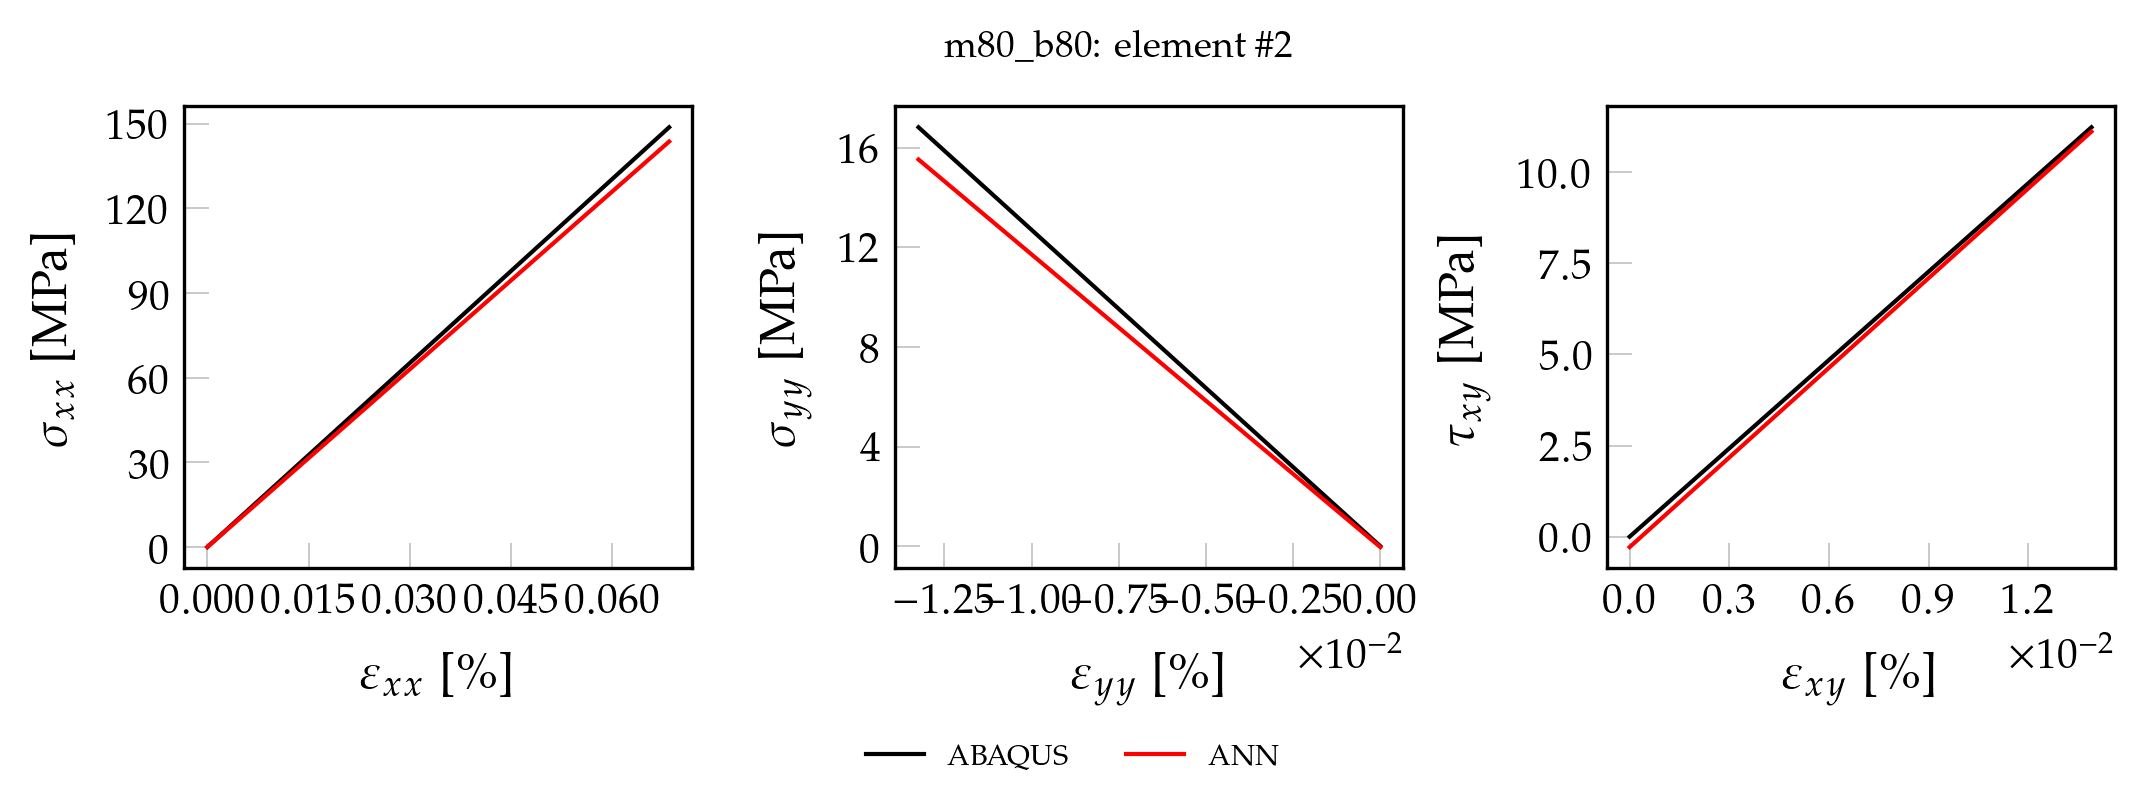 m80_b80: element #2
150
120
90
60
30
0
σxx [MPa]
0.000 0.015 0.030 0.045 0.060
εxx [%]
16
12
8
4
0
σyy [MPa]
−1.25 −1.00 −0.75 −0.50 −0.25 0.00
×10−2
εyy [%]
10.0
7.5
5.0
2.5
0.0
τxy [MPa]
0.0 0.3 0.6 0.9 1.2
×10−2
εxy [%]
ABAQUS ANN